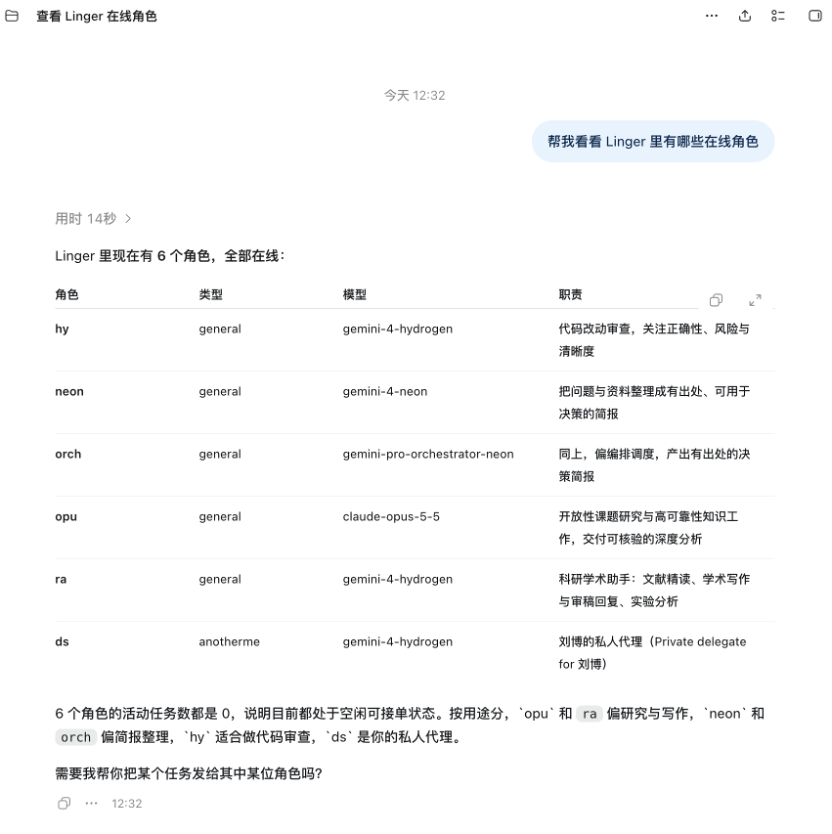 查看 Linger 在线角色
今天 12:32
帮我看看 Linger 里有哪些在线角色
用时 14秒
Linger 里现在有 6 个角色，全部在线：
角色 类型 模型 职责
hy general gemini-4-hydrogen 代码改动审查，关注正确性、风险与
清晰度
neon general gemini-4-neon 把问题与资料整理成有出处、可用于
决策的简报
orch general gemini-pro-orchestrator-neon 同上，偏编排调度，产出有出处的决
策简报
opu general claude-opus-5-5 开放性课题研究与高可靠性知识工
作，交付可核验的深度分析
ra general gemini-4-hydrogen 科研学术助手：文献精读、学术写作
与审稿回复、实验分析
ds anotherme gemini-4-hydrogen 刘博的私人代理（Private delegate
for 刘博）
6 个角色的活动任务数都是 0，说明目前都处于空闲可接单状态。按用途分，`opu` 和 ra 偏研究与写作，`neon` 和
orch 偏简报整理，`hy` 适合做代码审查，`ds` 是你的私人代理。
需要我帮你把某个任务发给其中某位角色吗？
12:32